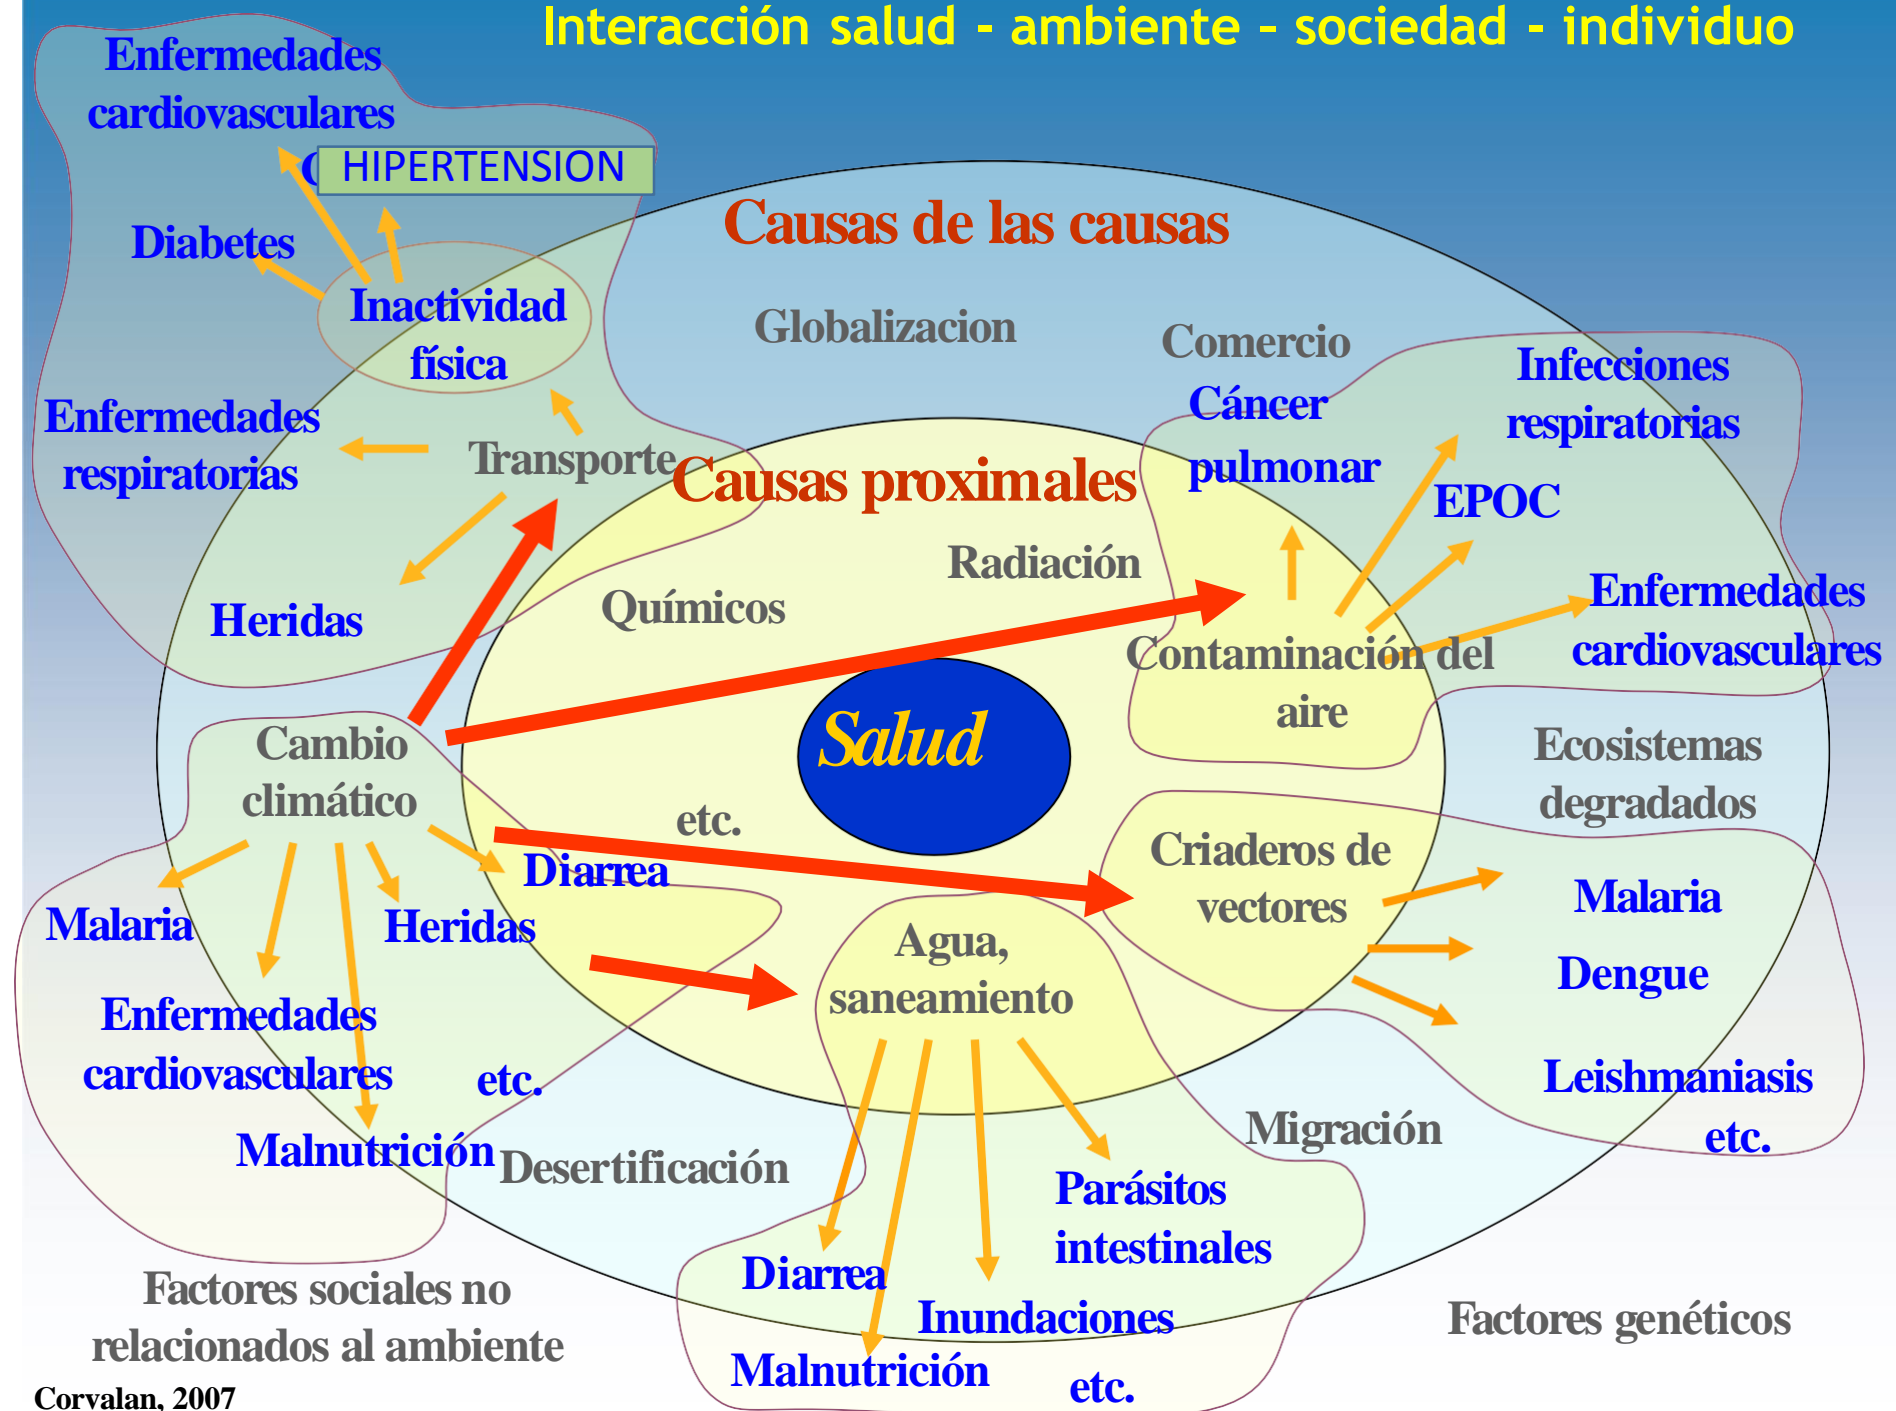 Interacción salud - ambiente - sociedad - individuo
Enfermedades
cardiovasculares
HIPERTENSION
Diabetes
Inactividad
física
Enfermedades
respiratorias
Transporte
Heridas
Causas de las causas
Globalizacion
Comercio
Cáncer
pulmonar
Infecciones
respiratorias
EPOC
Enfermedades
cardiovasculares
Causas proximales
Radiación
Químicos
Contaminación del
aire
Salud
etc.
Cambio
climático
Ecosistemas
degradados
Criaderos de
vectores
Malaria
Dengue
Leishmaniasis
etc.
Diarrea
Malaria
Heridas
Enfermedades
cardiovasculares
etc.
Malnutrición
Agua,
saneamiento
Desertificación
Migración
Parásitos
intestinales
Diarrea
Inundaciones
Malnutrición
etc.
Factores sociales no
relacionados al ambiente
Factores genéticos
Corvalan, 2007